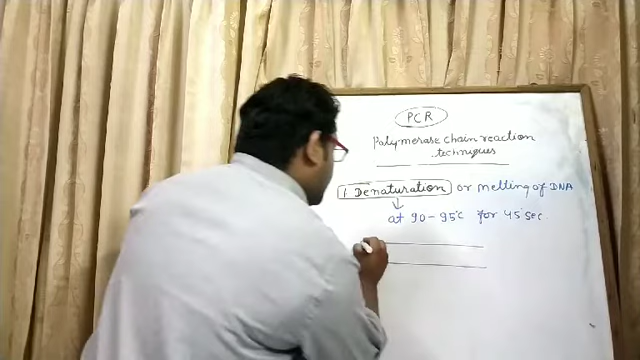 PCR
Polymerase chain reaction
techniques
1. Denaturation or melting of DNA
at 90-95°C for 45 sec.